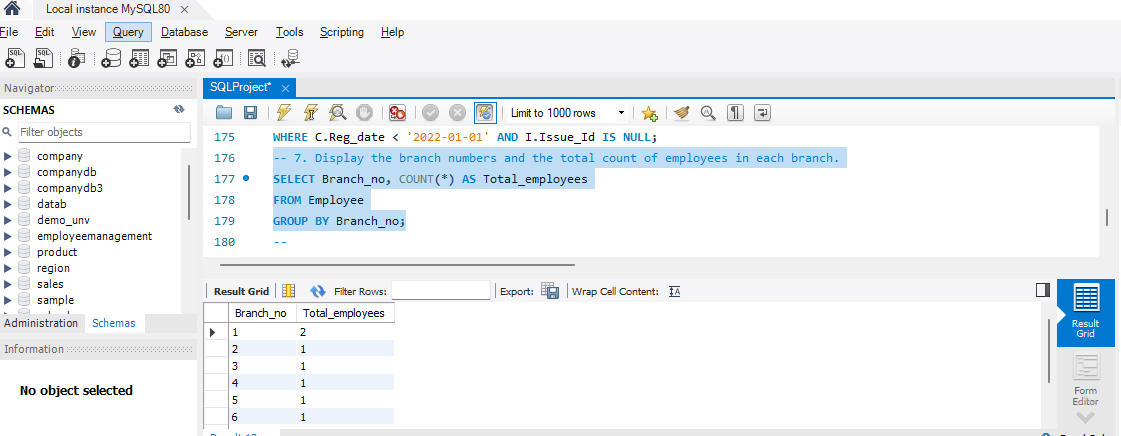 Local instance MySQL80 ×
File Edit View Query Database Server Tools Scripting Help
Navigator
SCHEMAS
Filter objects
company
companydb
companydb3
datab
demo_unv
employeemanagement
product
region
sales
sample
Administration Schemas
Information
No object selected
SQLProject* ×
Limit to 1000 rows
175 WHERE C.Reg_date < '2022-01-01' AND I.Issue_Id IS NULL;
176 -- 7. Display the branch numbers and the total count of employees in each branch.
177 SELECT Branch_no, COUNT(*) AS Total_employees
178 FROM Employee
179 GROUP BY Branch_no;
180 --
Result Grid Filter Rows: Export: Wrap Cell Content:
Branch_no Total_employees
1 2
2 1
3 1
4 1
5 1
6 1
Result
Grid
Form
Editor